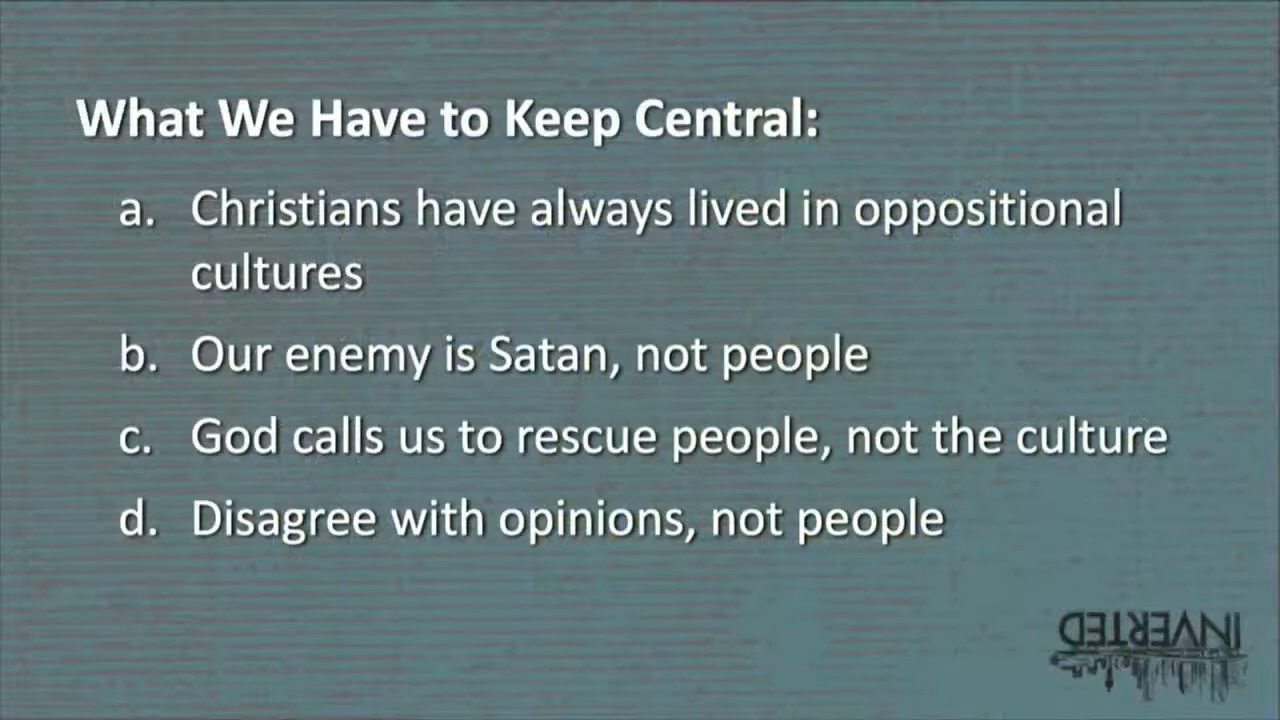 What We Have to Keep Central:
a. Christians have always lived in oppositional
cultures
b. Our enemy is Satan, not people
c. God calls us to rescue people, not the culture
d. Disagree with opinions, not people
INVERTED